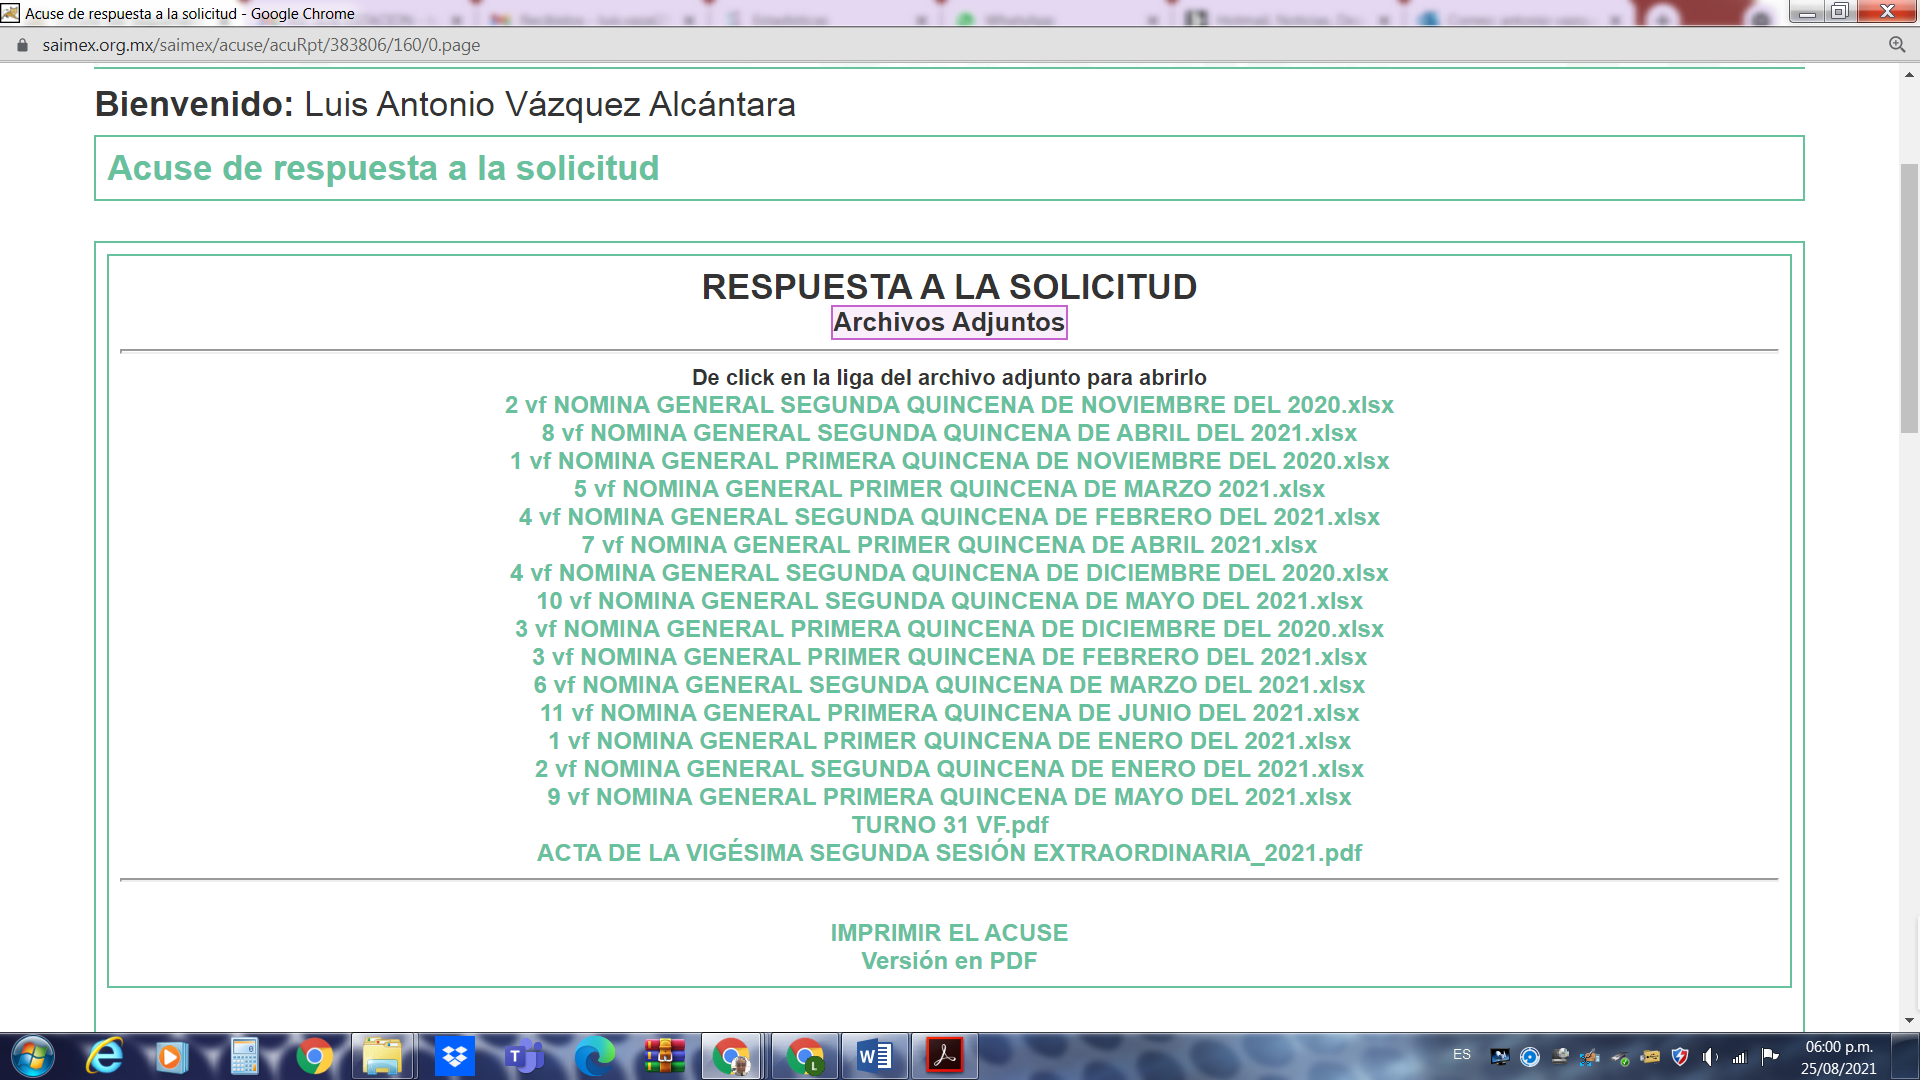 Acuse de respuesta a la solicitud - Google Chrome
saimex.org.mx/saimex/acuse/acuRpt/383806/160/0.page
Bienvenido: Luis Antonio Vázquez Alcántara
Acuse de respuesta a la solicitud
RESPUESTA A LA SOLICITUD
Archivos Adjuntos
De click en la liga del archivo adjunto para abrirlo
2 vf NOMINA GENERAL SEGUNDA QUINCENA DE NOVIEMBRE DEL 2020.xlsx
8 vf NOMINA GENERAL SEGUNDA QUINCENA DE ABRIL DEL 2021.xlsx
1 vf NOMINA GENERAL PRIMERA QUINCENA DE NOVIEMBRE DEL 2020.xlsx
5 vf NOMINA GENERAL PRIMER QUINCENA DE MARZO 2021.xlsx
4 vf NOMINA GENERAL SEGUNDA QUINCENA DE FEBRERO DEL 2021.xlsx
7 vf NOMINA GENERAL PRIMER QUINCENA DE ABRIL 2021.xlsx
4 vf NOMINA GENERAL SEGUNDA QUINCENA DE DICIEMBRE DEL 2020.xlsx
10 vf NOMINA GENERAL SEGUNDA QUINCENA DE MAYO DEL 2021.xlsx
3 vf NOMINA GENERAL PRIMERA QUINCENA DE DICIEMBRE DEL 2020.xlsx
3 vf NOMINA GENERAL PRIMER QUINCENA DE FEBRERO DEL 2021.xlsx
6 vf NOMINA GENERAL SEGUNDA QUINCENA DE MARZO DEL 2021.xlsx
11 vf NOMINA GENERAL PRIMERA QUINCENA DE JUNIO DEL 2021.xlsx
1 vf NOMINA GENERAL PRIMER QUINCENA DE ENERO DEL 2021.xlsx
2 vf NOMINA GENERAL SEGUNDA QUINCENA DE ENERO DEL 2021.xlsx
9 vf NOMINA GENERAL PRIMERA QUINCENA DE MAYO DEL 2021.xlsx
TURNO 31 VF.pdf
ACTA DE LA VIGÉSIMA SEGUNDA SESIÓN EXTRAORDINARIA_2021.pdf
IMPRIMIR EL ACUSE
Versión en PDF
ES
06:00 p.m.
25/08/2021